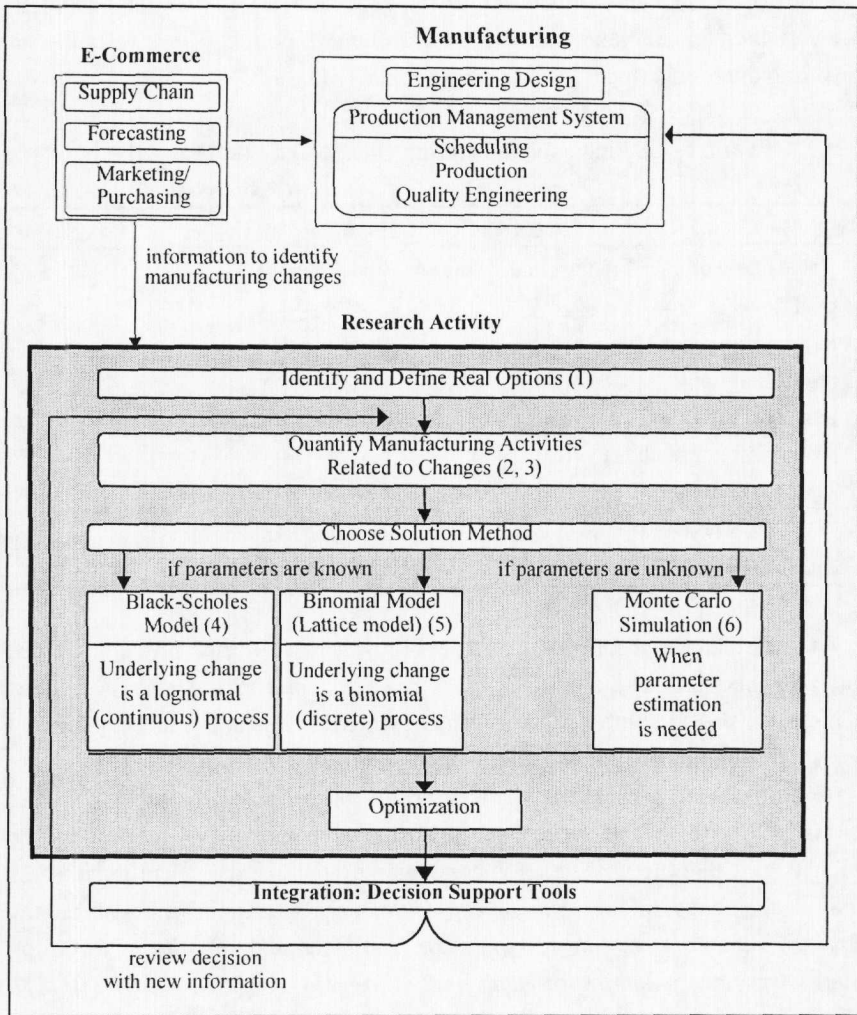 E-Commerce
Supply Chain
Forecasting
Marketing/
Purchasing
Manufacturing
Engineering Design
Production Management System
Scheduling
Production
Quality Engineering
information to identify
manufacturing changes
Research Activity
Identify and Define Real Options (1)
Quantify Manufacturing Activities
Related to Changes (2, 3)
Choose Solution Method
if parameters are known
if parameters are unknown
Black-Scholes
Model (4)
Underlying change
is a lognormal
(continuous) process
Binomial Model
(Lattice model) (5)
Underlying change
is a binomial
(discrete) process
Monte Carlo
Simulation (6)
When
parameter
estimation
is needed
Optimization
Integration: Decision Support Tools
review decision
with new information